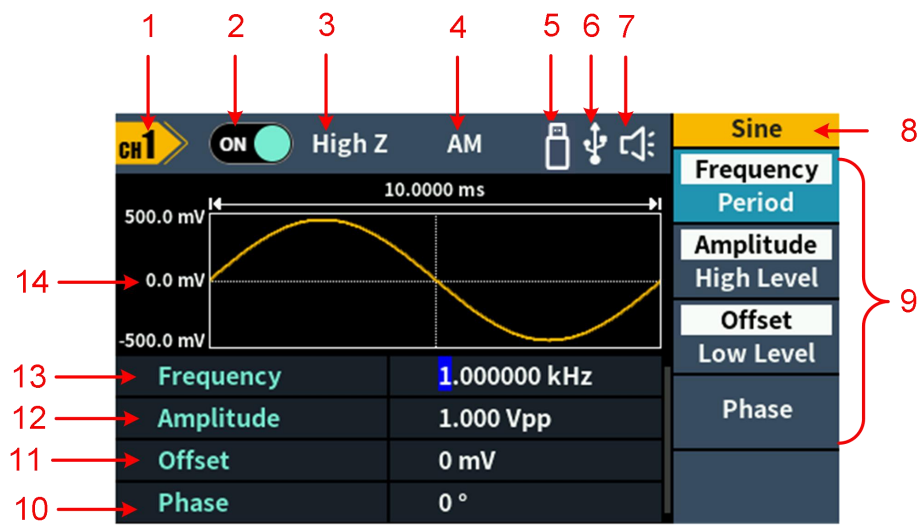 1 2 3 4 5 6 7
CH1 ON High Z AM Sine 8
10.0000 ms
500.0 mV
14 0.0 mV
-500.0 mV
Frequency
Period
Amplitude
High Level
Offset
Low Level
Phase
9
13 Frequency 1.000000 kHz
12 Amplitude 1.000 Vpp
11 Offset 0 mV
10 Phase 0 °